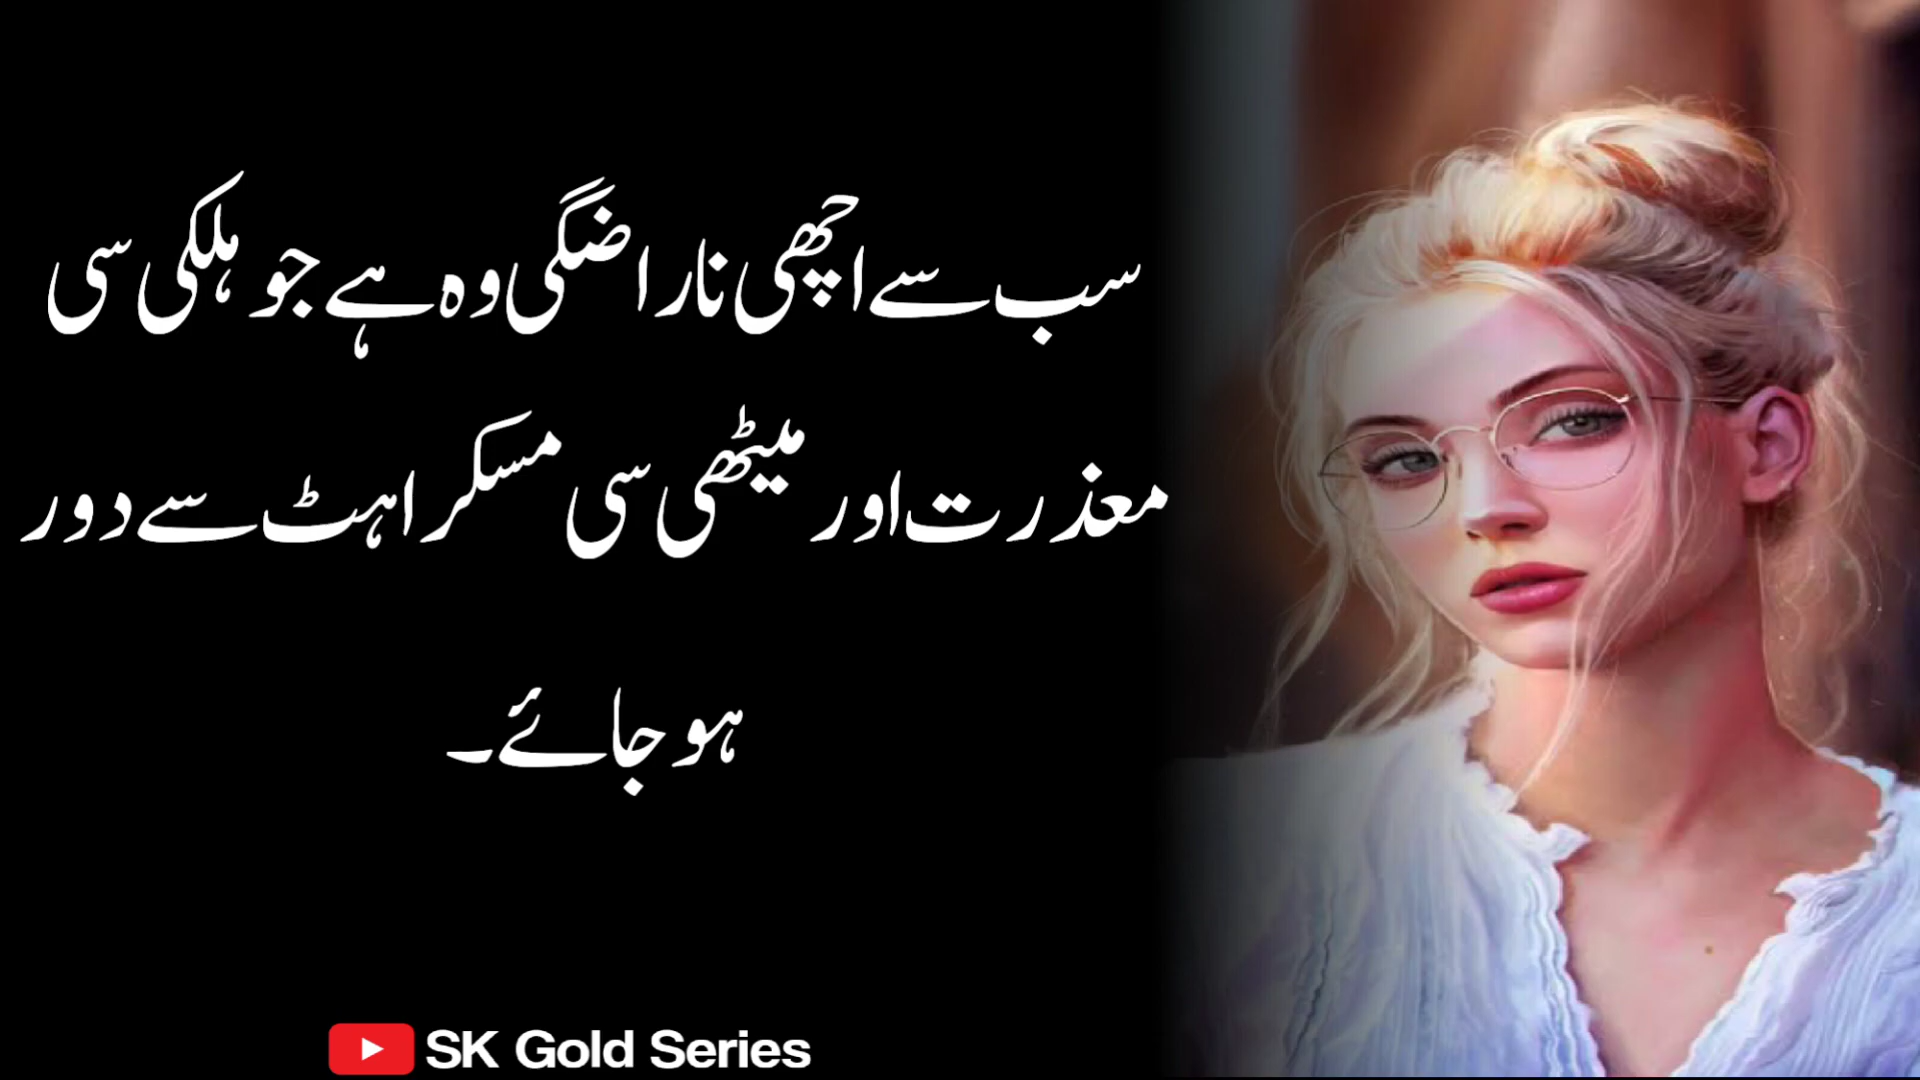 سب سے اچھی ناراضگی وہ ہے جو ہلکی سی
معذرت اور میٹھی سی مسکراہٹ سے دور
ہو جائے۔
SK Gold Series